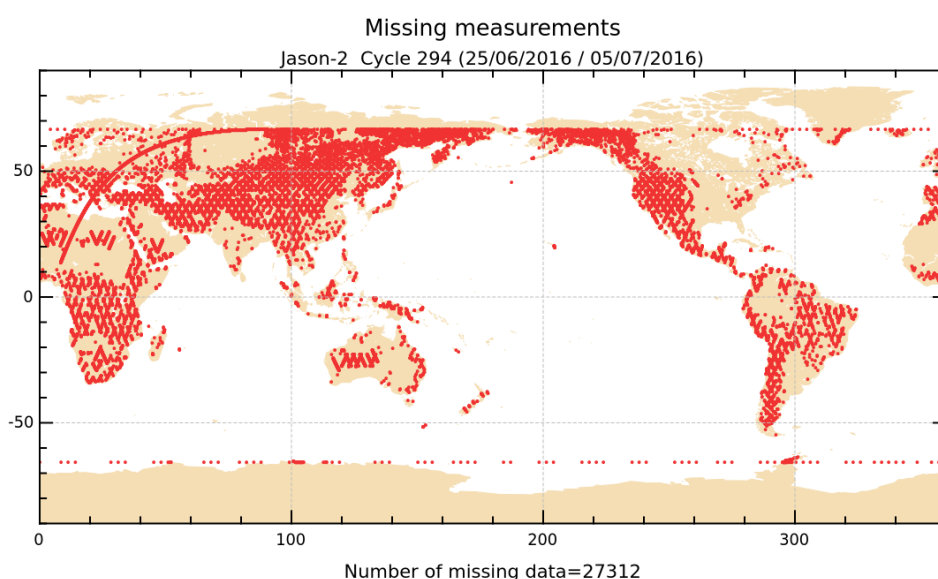 Missing measurements
Jason-2 Cycle 294 (25/06/2016 / 05/07/2016)
50
0
-50
0 100 200 300
Number of missing data=27312